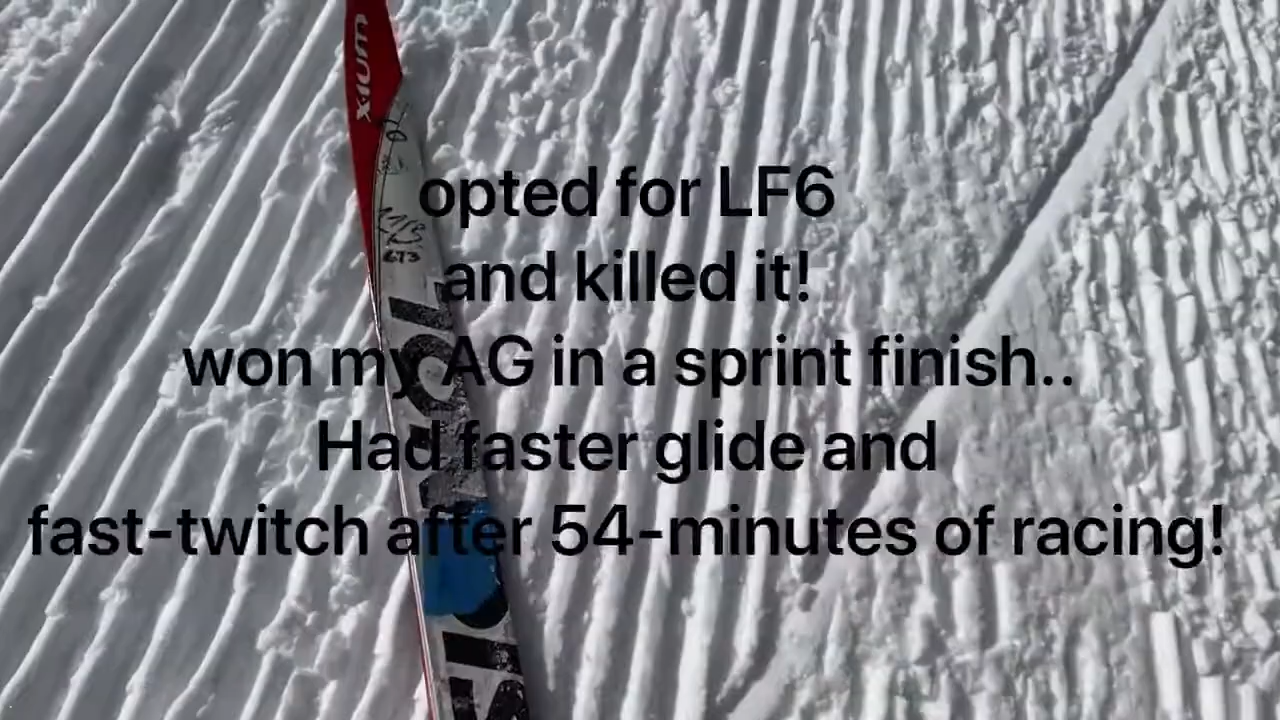 XIUM
673
opted for LF6
and killed it!
won my AG in a sprint finish..
Had faster glide and
fast-twitch after 54-minutes of racing!